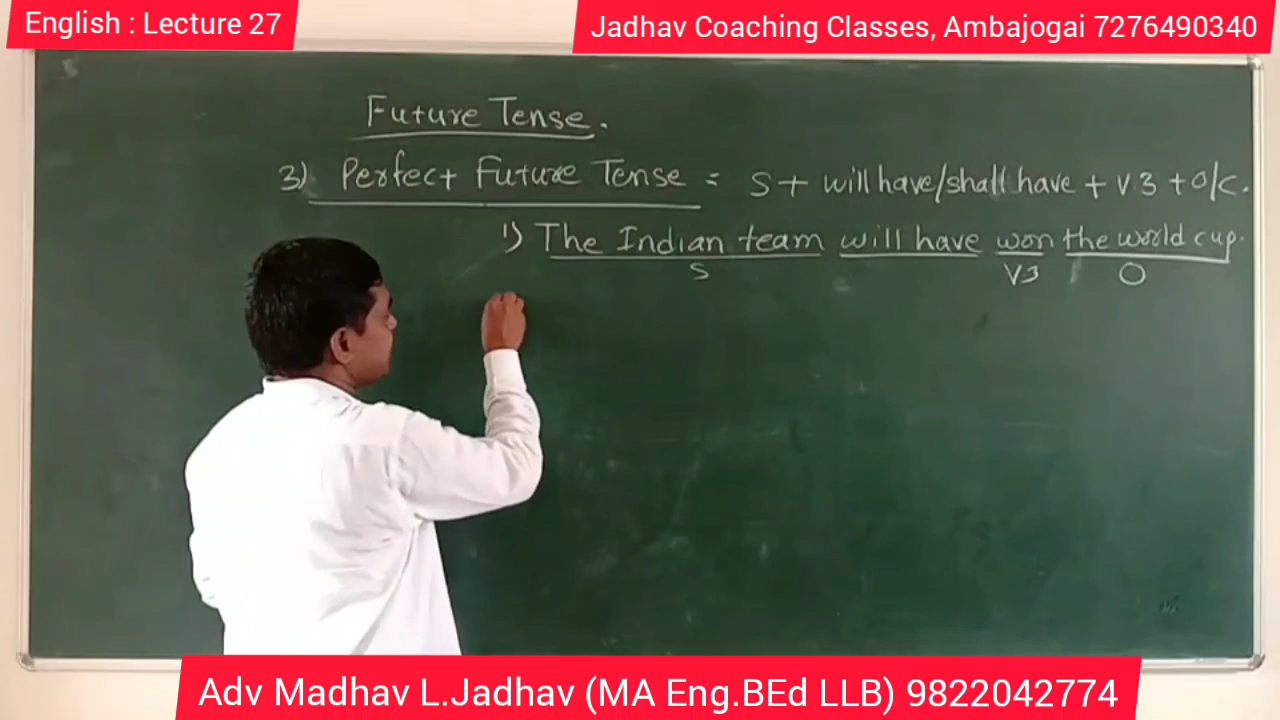 English : Lecture 27
Jadhav Coaching Classes, Ambajogai 7276490340
Future Tense.
3) Perfect Future Tense = S + will have/shall have + V.3 + O/C.
1) The Indian team will have won the world cup.
S V3 O
Adv Madhav L.Jadhav (MA Eng.BEd LLB) 9822042774